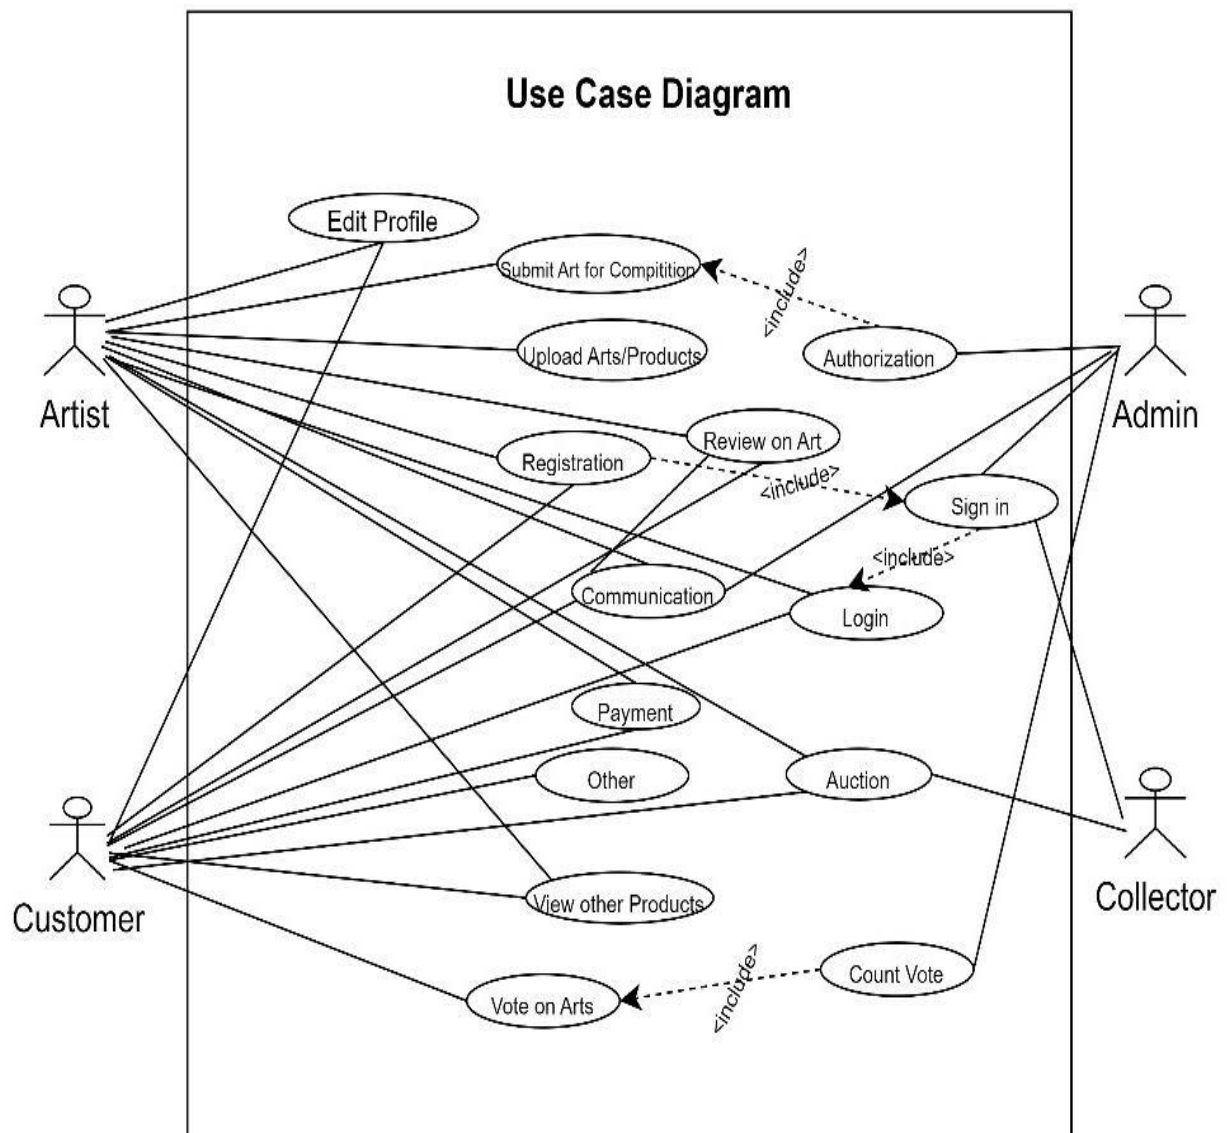 Use Case Diagram
Edit Profile
Submit Art for Compitition
<include>
Upload Arts/Products
Authorization
Artist
Admin
Review on Art
Registration
<include>
Sign in
<include>
Communication
Login
Payment
Other
Auction
Customer
Collector
View other Products
Count Vote
<include>
Vote on Arts